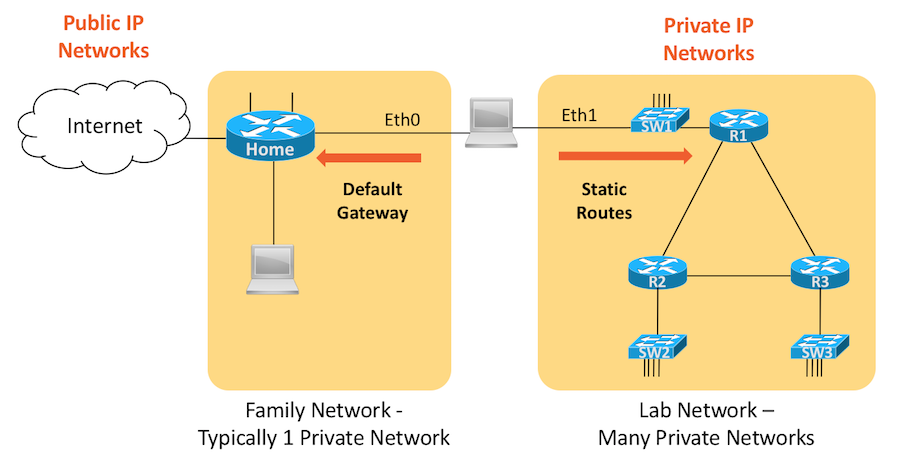 Public IP
Networks
Private IP
Networks
Internet
Home
Eth0
Eth1
SW1
R1
Default
Gateway
Static
Routes
R2
R3
SW2
SW3
Family Network -
Typically 1 Private Network
Lab Network –
Many Private Networks